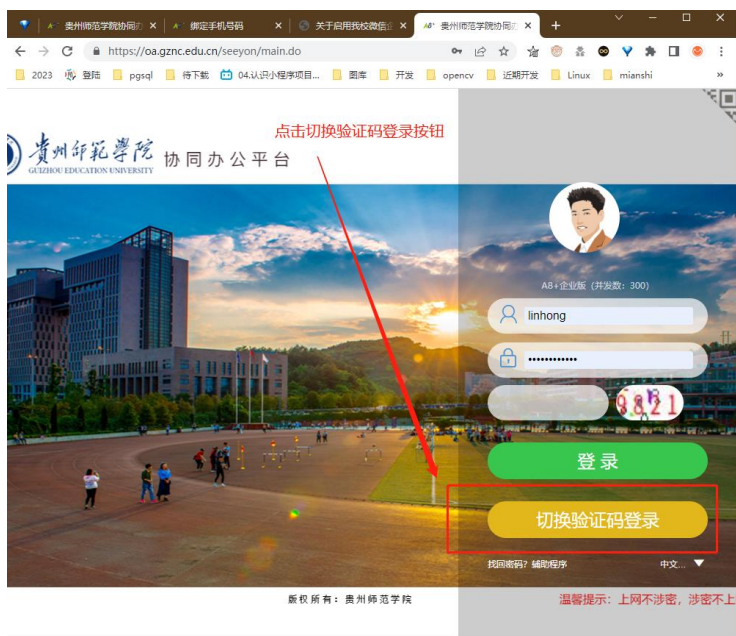 贵州师范学院协同
绑定手机号码
关于启用我校微信
贵州师范学院协同
https://oa.gznc.edu.cn/seeyon/main.do
2023
登陆
pgsql
待下载
04.认识小程序项目...
图库
开发
opencv
近期开发
Linux
mianshi
点击切换验证码登录按钮
貴州師範學院
GUIZHOU EDUCATION UNIVERSITY
协同办公平台
A8+企业版 (并发数: 300)
linhong
••••••••••••
9821
登 录
切换验证码登录
找回密码? 辅助程序
中文...
版权所有: 贵州师范学院
温馨提示: 上网不涉密, 涉密不上